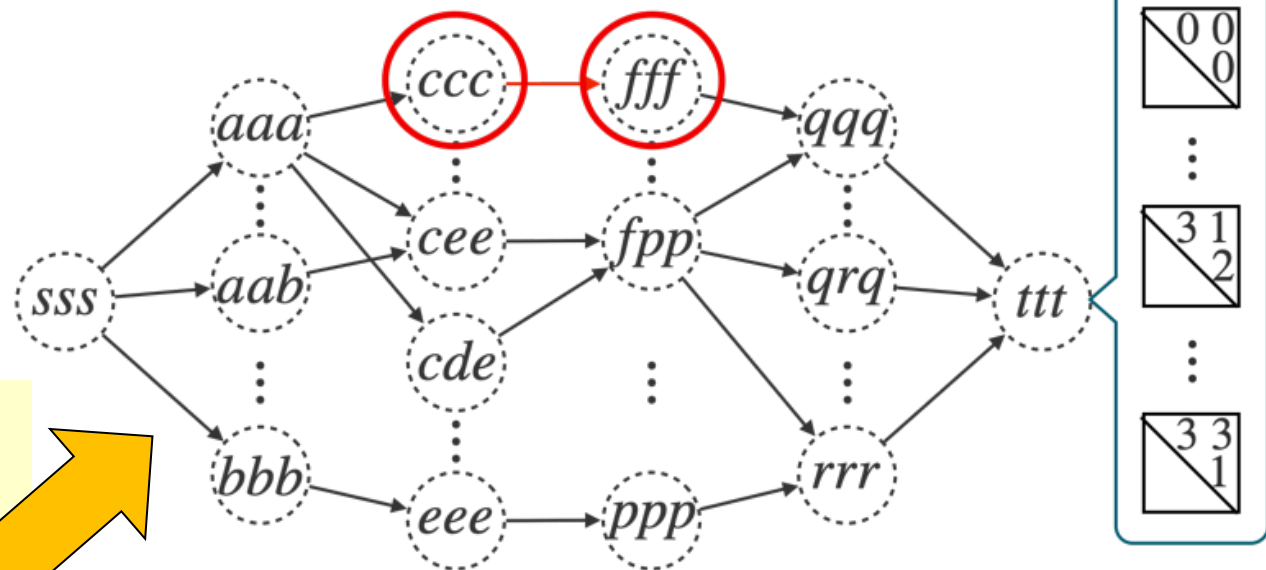 sss
aaa
aab
bbb
ccc
cee
cde
eee
fff
fpp
ppp
qqq
qrq
rrr
ttt
0 0
0
3 1
2
3 3
1